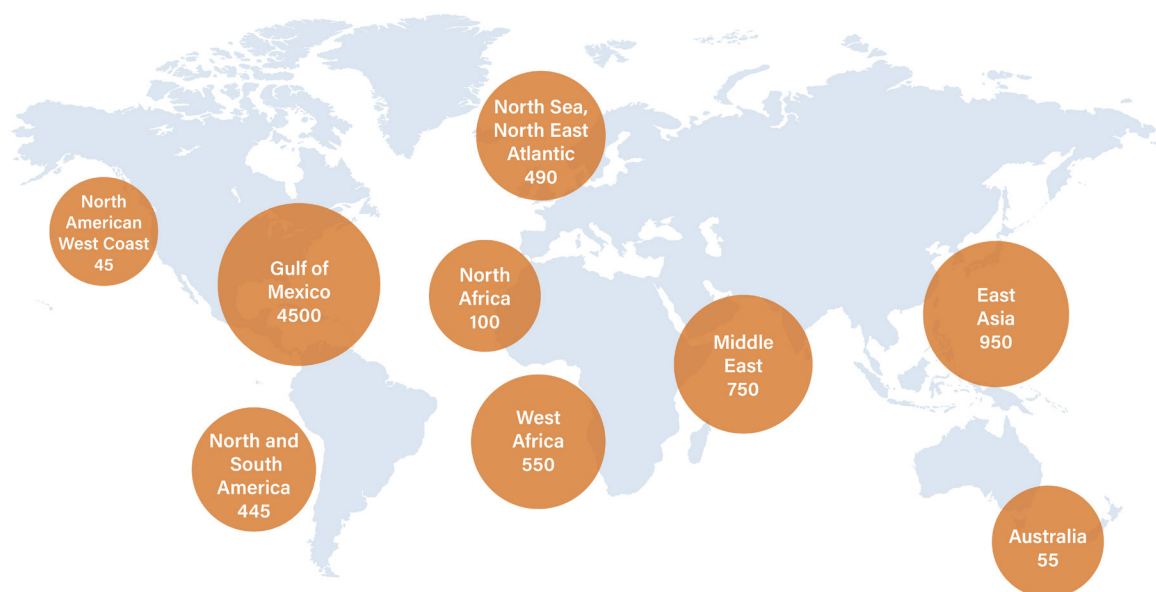 North Sea,
North East
Atlantic
490
North
American
West Coast
45
Gulf of
Mexico
4500
North
Africa
100
East
Asia
950
Middle
East
750
West
Africa
550
North and
South
America
445
Australia
55